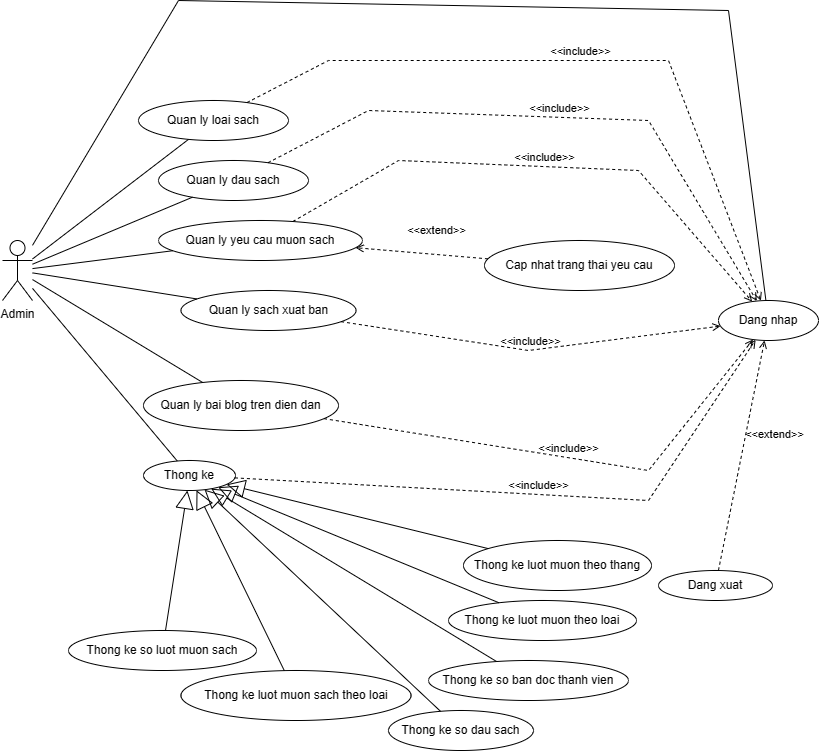 <<include>>
<<include>>
Quan ly loai sach
<<include>>
Quan ly dau sach
<<extend>>
Quan ly yeu cau muon sach
Cap nhat trang thai yeu cau
Admin
Quan ly sach xuat ban
Dang nhap
<<include>>
Quan ly bai blog tren dien dan
<<extend>>
<<include>>
Thong ke
<<include>>
Thong ke luot muon theo thang
Dang xuat
Thong ke luot muon theo loai
Thong ke so luot muon sach
Thong ke so ban doc thanh vien
Thong ke luot muon sach theo loai
Thong ke so dau sach